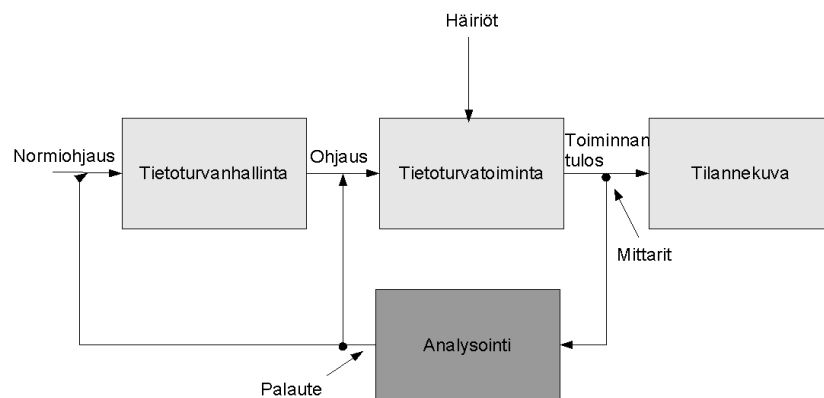 Häiriöt
Normiohjaus
Tietoturvanhallinta
Ohjaus
Tietoturvatoiminta
Toiminnan
tulos
Tilannekuva
Mittarit
Analysointi
Palaute